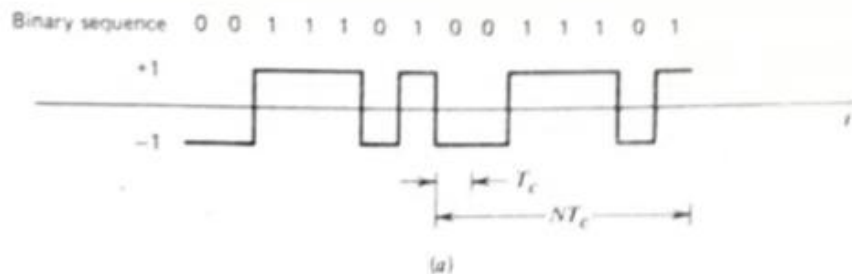 Binary sequence 0 0 1 1 1 0 1 0 0 1 1 1 0 1
+1
t
−1
T_c
NT_c
(a)